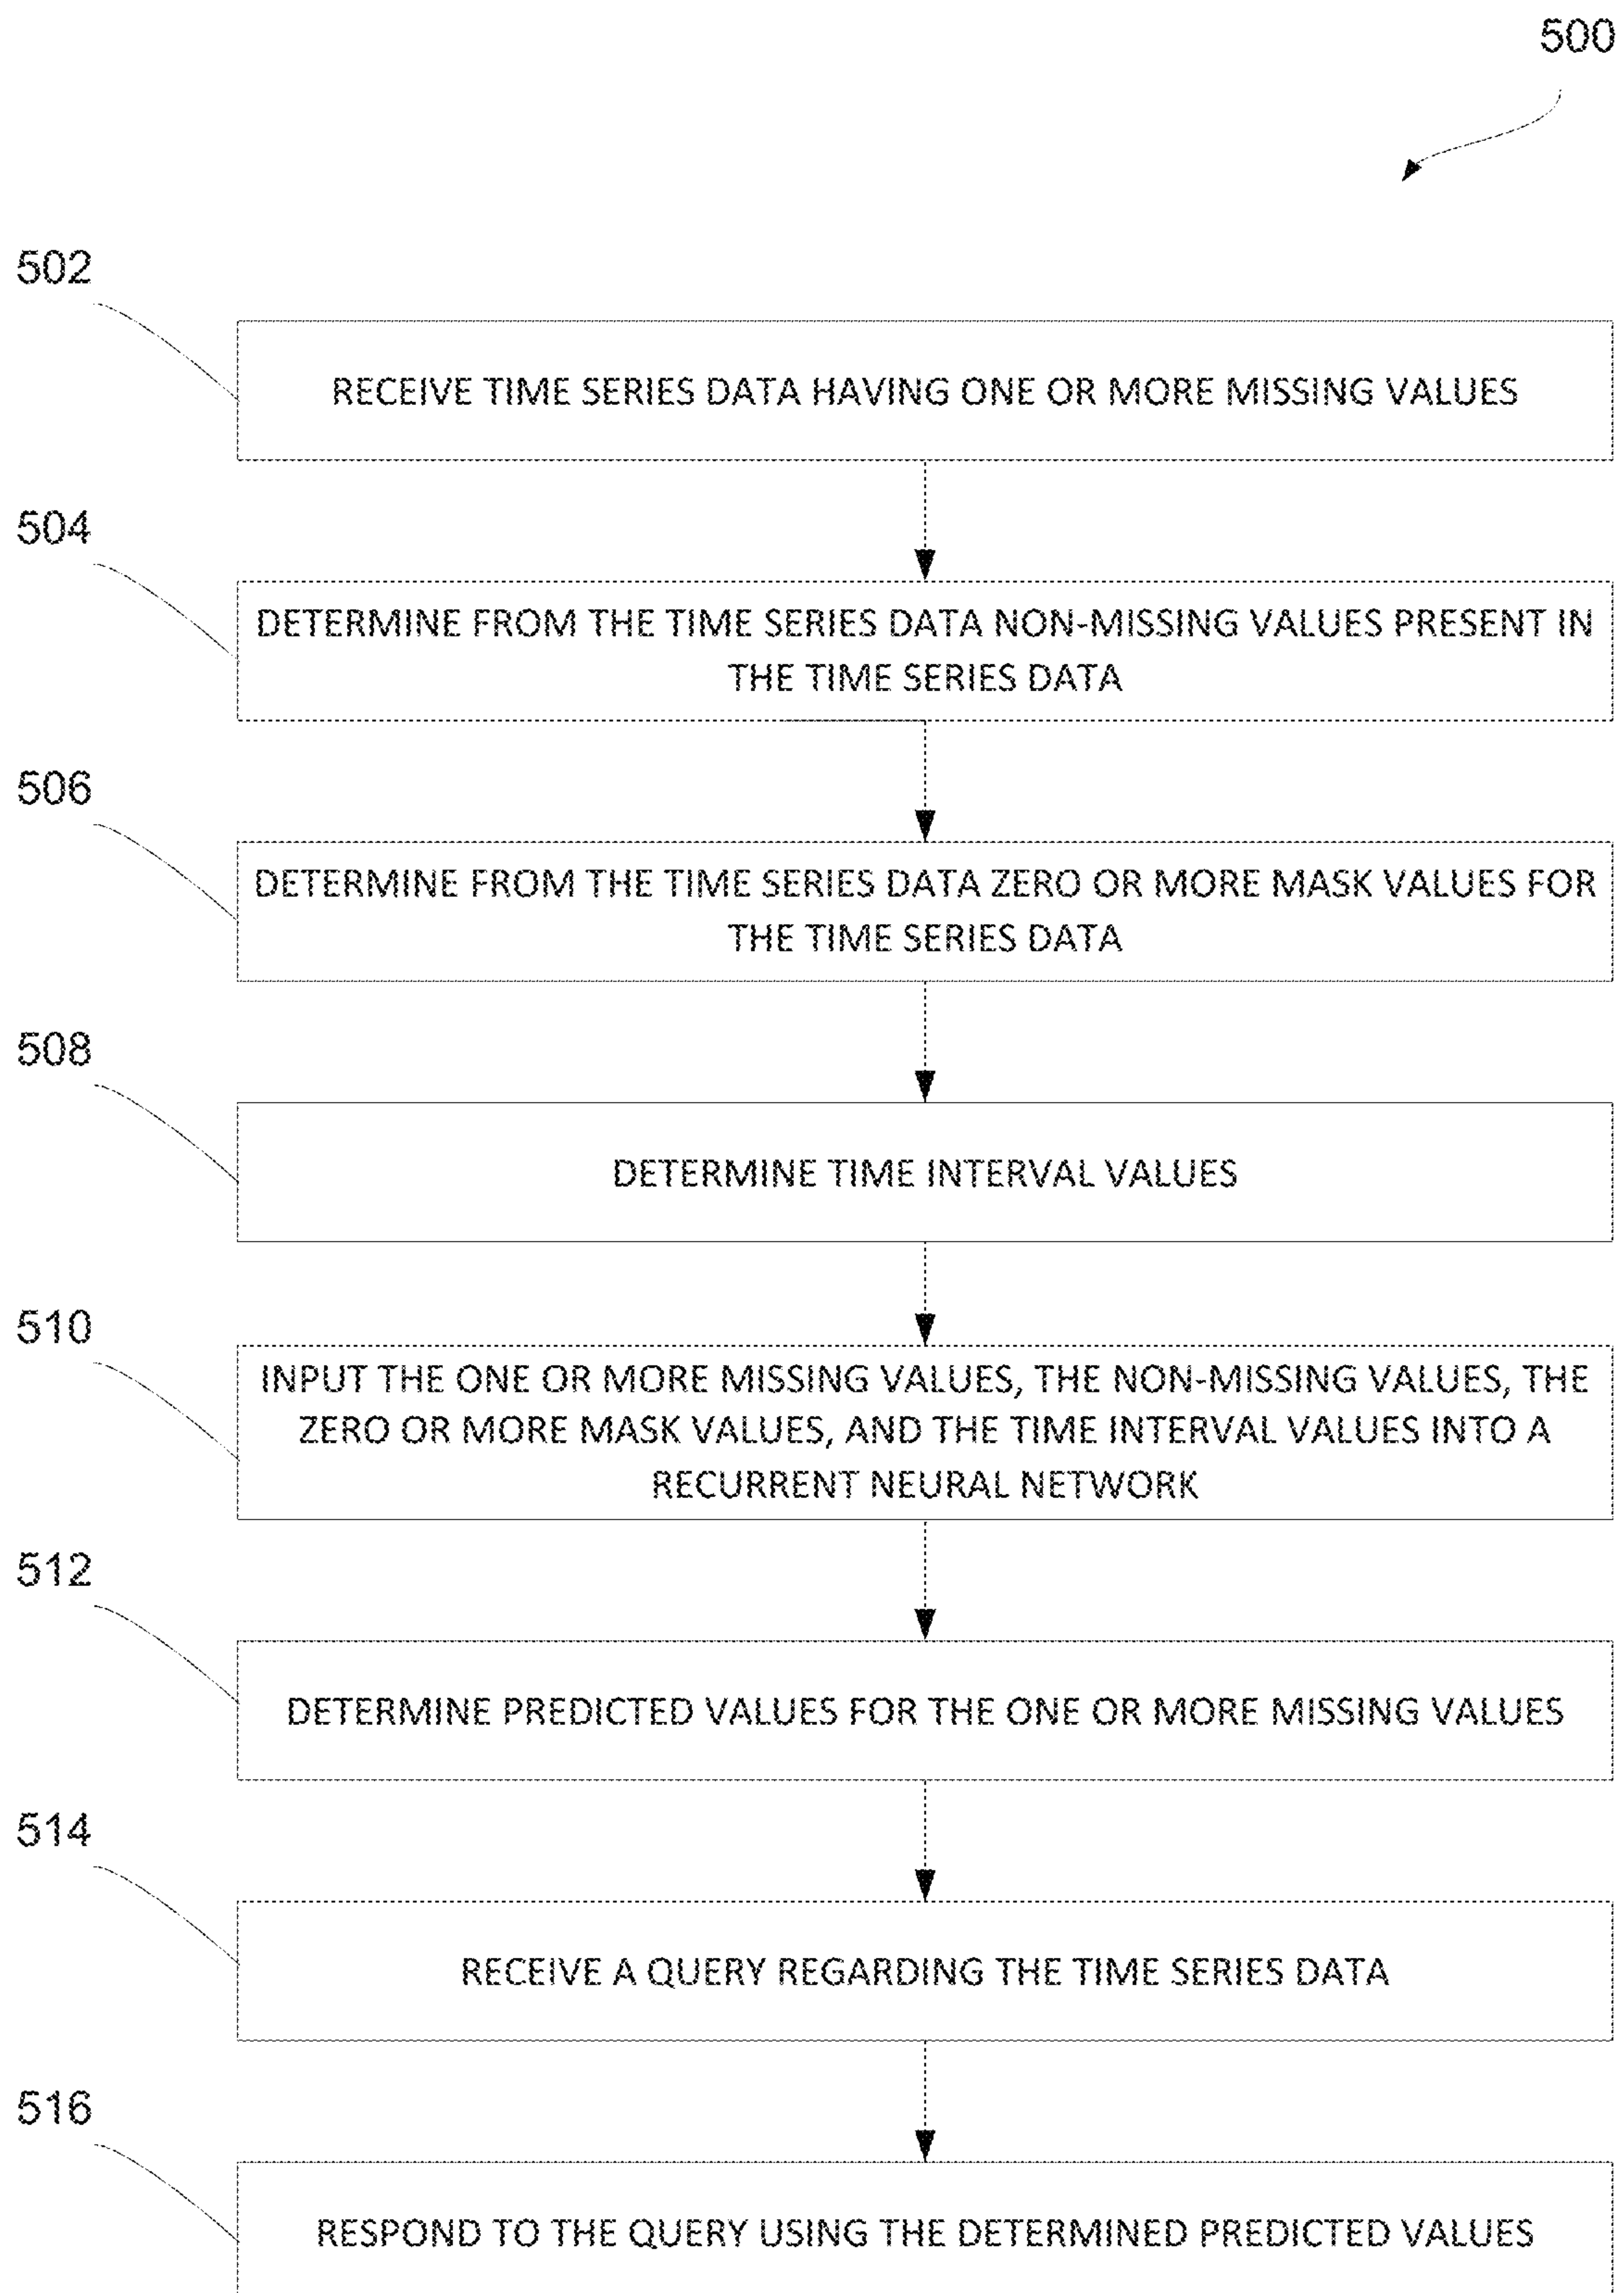 500
502
RECEIVE TIME SERIES DATA HAVING ONE OR MORE MISSING VALUES
504
DETERMINE FROM THE TIME SERIES DATA NON-MISSING VALUES PRESENT IN
THE TIME SERIES DATA
506
DETERMINE FROM THE TIME SERIES DATA ZERO OR MORE MASK VALUES FOR
THE TIME SERIES DATA
508
DETERMINE TIME INTERVAL VALUES
510
INPUT THE ONE OR MORE MISSING VALUES, THE NON-MISSING VALUES, THE
ZERO OR MORE MASK VALUES, AND THE TIME INTERVAL VALUES INTO A
RECURRENT NEURAL NETWORK
512
DETERMINE PREDICTED VALUES FOR THE ONE OR MORE MISSING VALUES
514
RECEIVE A QUERY REGARDING THE TIME SERIES DATA
516
RESPOND TO THE QUERY USING THE DETERMINED PREDICTED VALUES